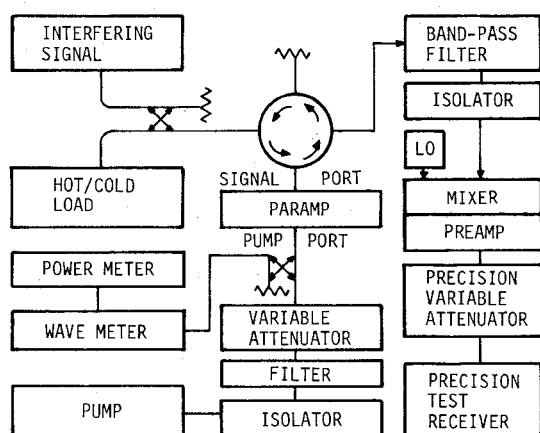 INTERFERING
SIGNAL
BAND-PASS
FILTER
ISOLATOR
LO
HOT/COLD
LOAD
SIGNAL PORT
PARAMP
MIXER
PREAMP
PUMP PORT
POWER METER
WAVE METER
VARIABLE
ATTENUATOR
PRECISION
VARIABLE
ATTENUATOR
FILTER
PUMP
ISOLATOR
PRECISION
TEST
RECEIVER